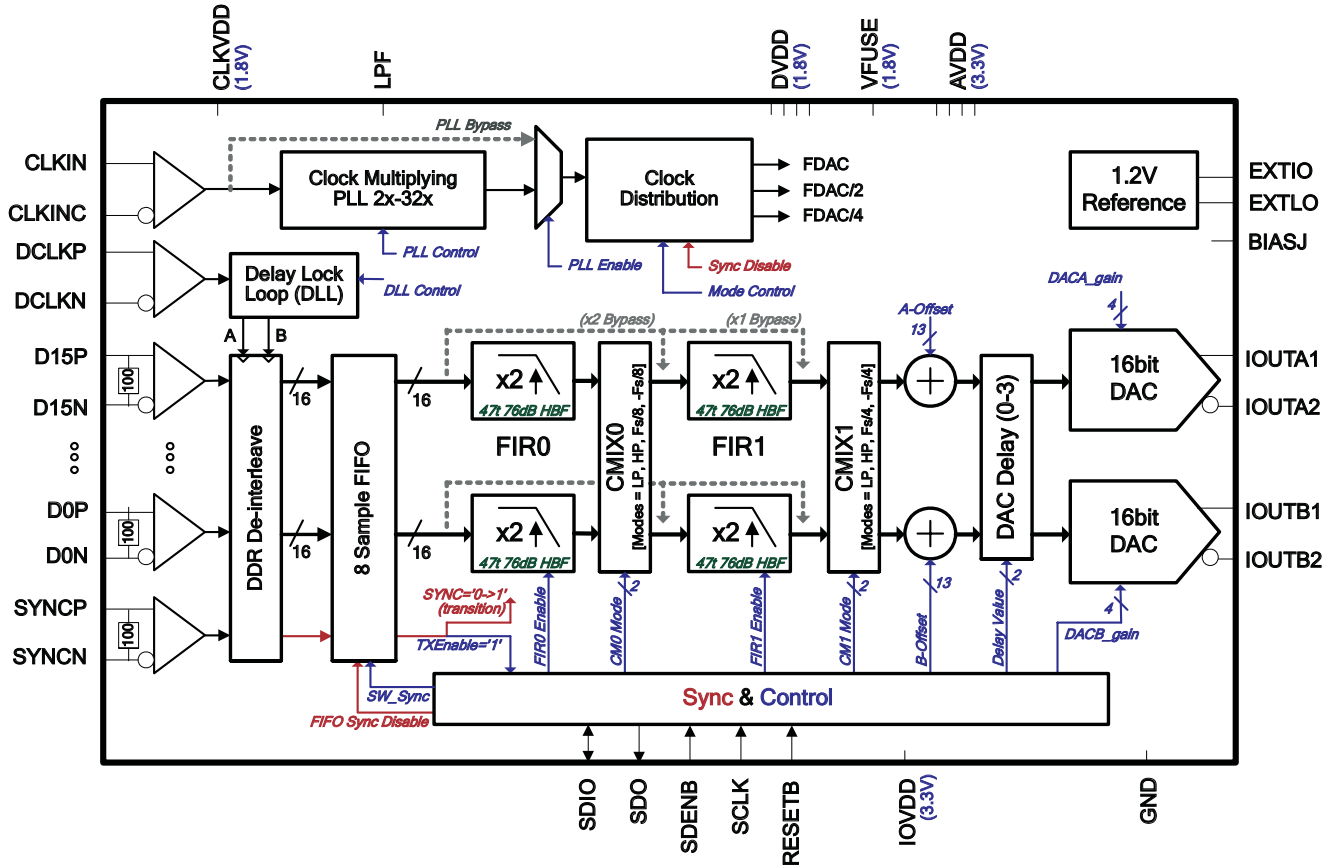 CLKVDD
(1.8V)
LPF
DVDD
(1.8V)
VFUSE
(1.8V)
AVDD
(3.3V)
CLKIN
CLKINC
PLL Bypass
Clock Multiplying
PLL 2x-32x
Clock
Distribution
FDAC
FDAC/2
FDAC/4
1.2V
Reference
EXTIO
EXTLO
BIASJ
PLL Control
PLL Enable
Sync Disable
Mode Control
DCLKP
DCLKN
Delay Lock
Loop (DLL)
DLL Control
A
B
DACA_gain
4
A-Offset
13
(x2 Bypass)
(x1 Bypass)
D15P
100
D15N
DDR De-interleave
16
8 Sample FIFO
16
x2
47t 76dB HBF
FIR0
CMIX0
[Modes = LP, HP, Fs/8, -Fs/8]
x2
47t 76dB HBF
FIR1
CMIX1
[Modes = LP, HP, Fs/4, -Fs/4]
DAC Delay (0-3)
16bit
DAC
IOUTA1
IOUTA2
D0P
100
D0N
16
16
x2
47t 76dB HBF
x2
47t 76dB HBF
16bit
DAC
IOUTB1
IOUTB2
SYNCP
100
SYNCN
SYNC='0->1'
(transition)
TXEnable='1'
FIR0 Enable
CM0 Mode
2
FIR1 Enable
CM1 Mode
2
B-Offset
13
Delay Value
2
DACB_gain
4
SW_Sync
FIFO Sync Disable
Sync & Control
SDIO
SDO
SDENB
SCLK
RESETB
IOVDD
(3.3V)
GND